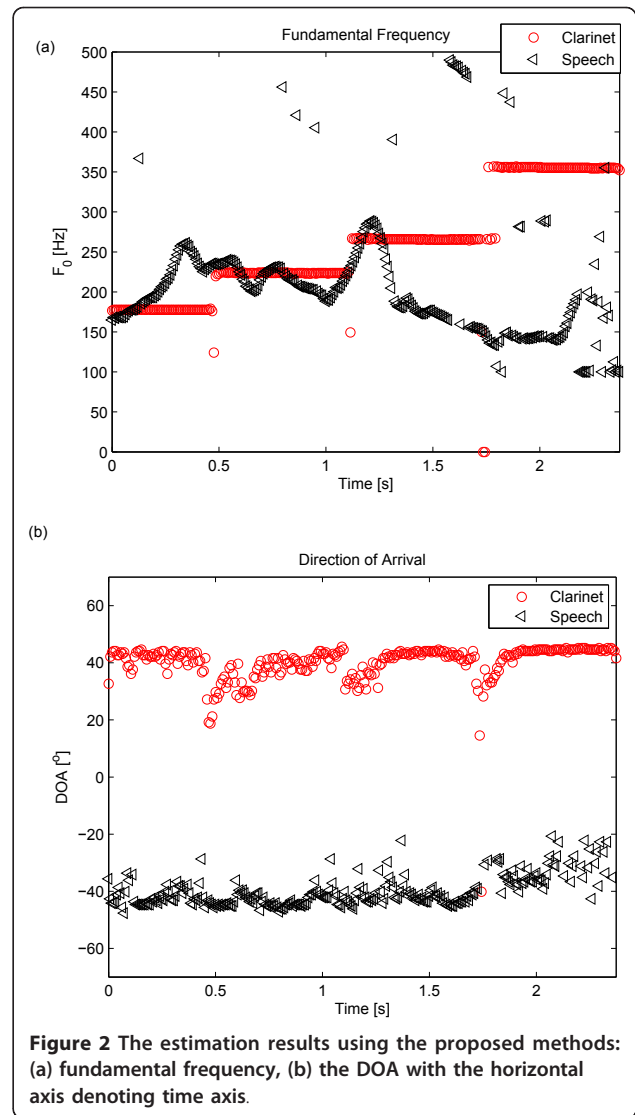 (a)
Fundamental Frequency
Clarinet
Speech
500
450
400
350
300
250
200
150
100
50
0
F0 [Hz]
0 0.5 1 1.5 2
Time [s]
(b)
Direction of Arrival
Clarinet
Speech
60
40
20
0
−20
−40
−60
DOA [°]
0 0.5 1 1.5 2
Time [s]
Figure 2 The estimation results using the proposed methods:
(a) fundamental frequency, (b) the DOA with the horizontal
axis denoting time axis.